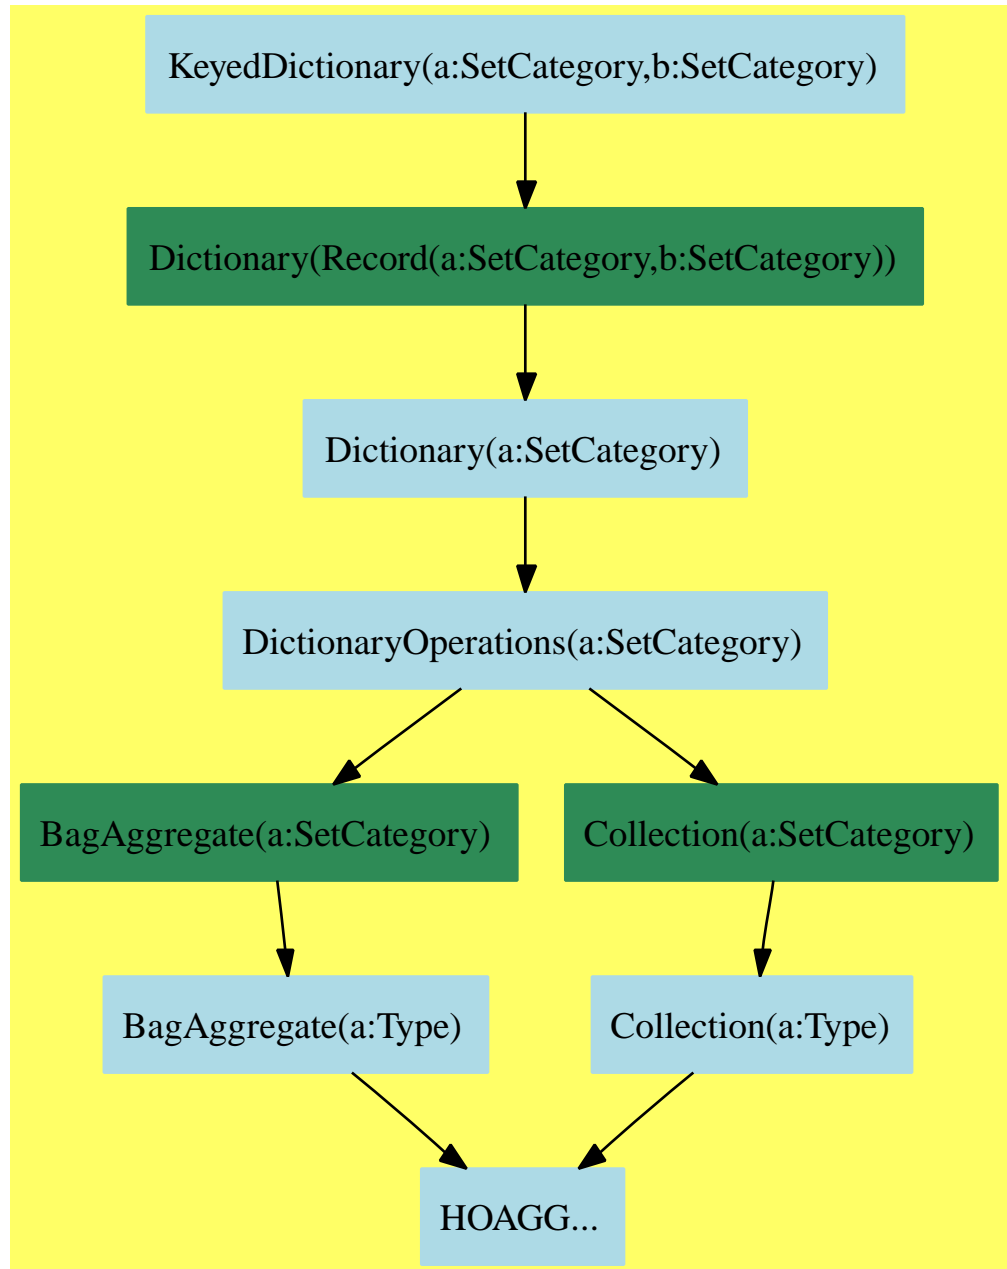 KeyedDictionary(a:SetCategory,b:SetCategory)
Dictionary(Record(a:SetCategory,b:SetCategory))
Dictionary(a:SetCategory)
DictionaryOperations(a:SetCategory)
BagAggregate(a:SetCategory)
Collection(a:SetCategory)
BagAggregate(a:Type)
Collection(a:Type)
HOAGG...